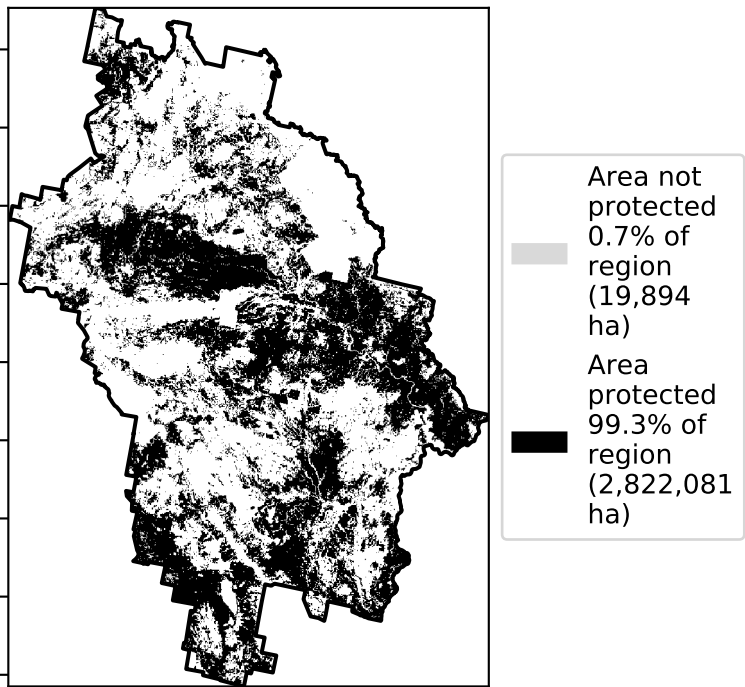 Area not
protected
0.7% of
region
(19,894
ha)
Area
protected
99.3% of
region
(2,822,081
ha)